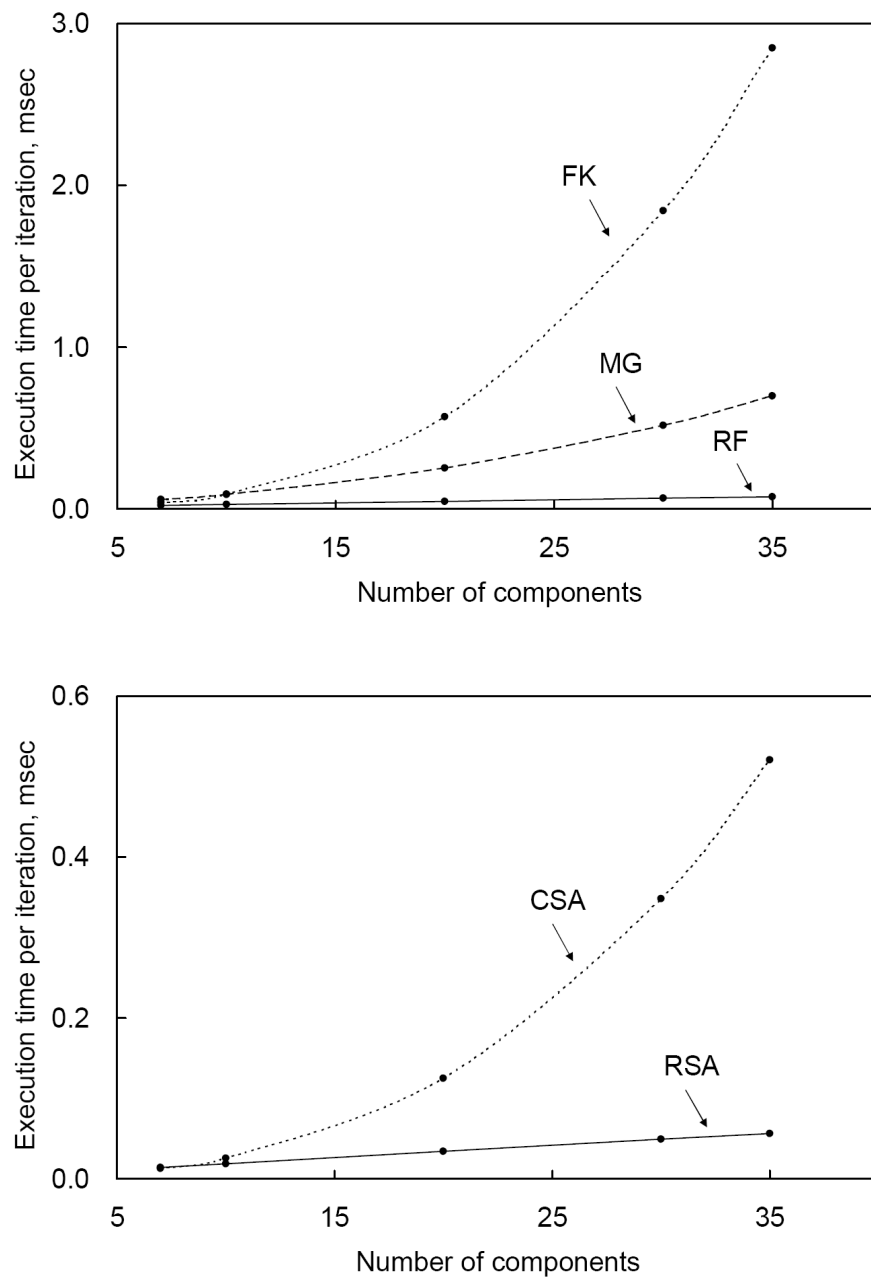 3.0
Execution time per iteration, msec
FK
2.0
MG
1.0
RF
0.0
5 15 25 35
Number of components
0.6
Execution time per iteration, msec
0.4
CSA
0.2
RSA
0.0
5 15 25 35
Number of components